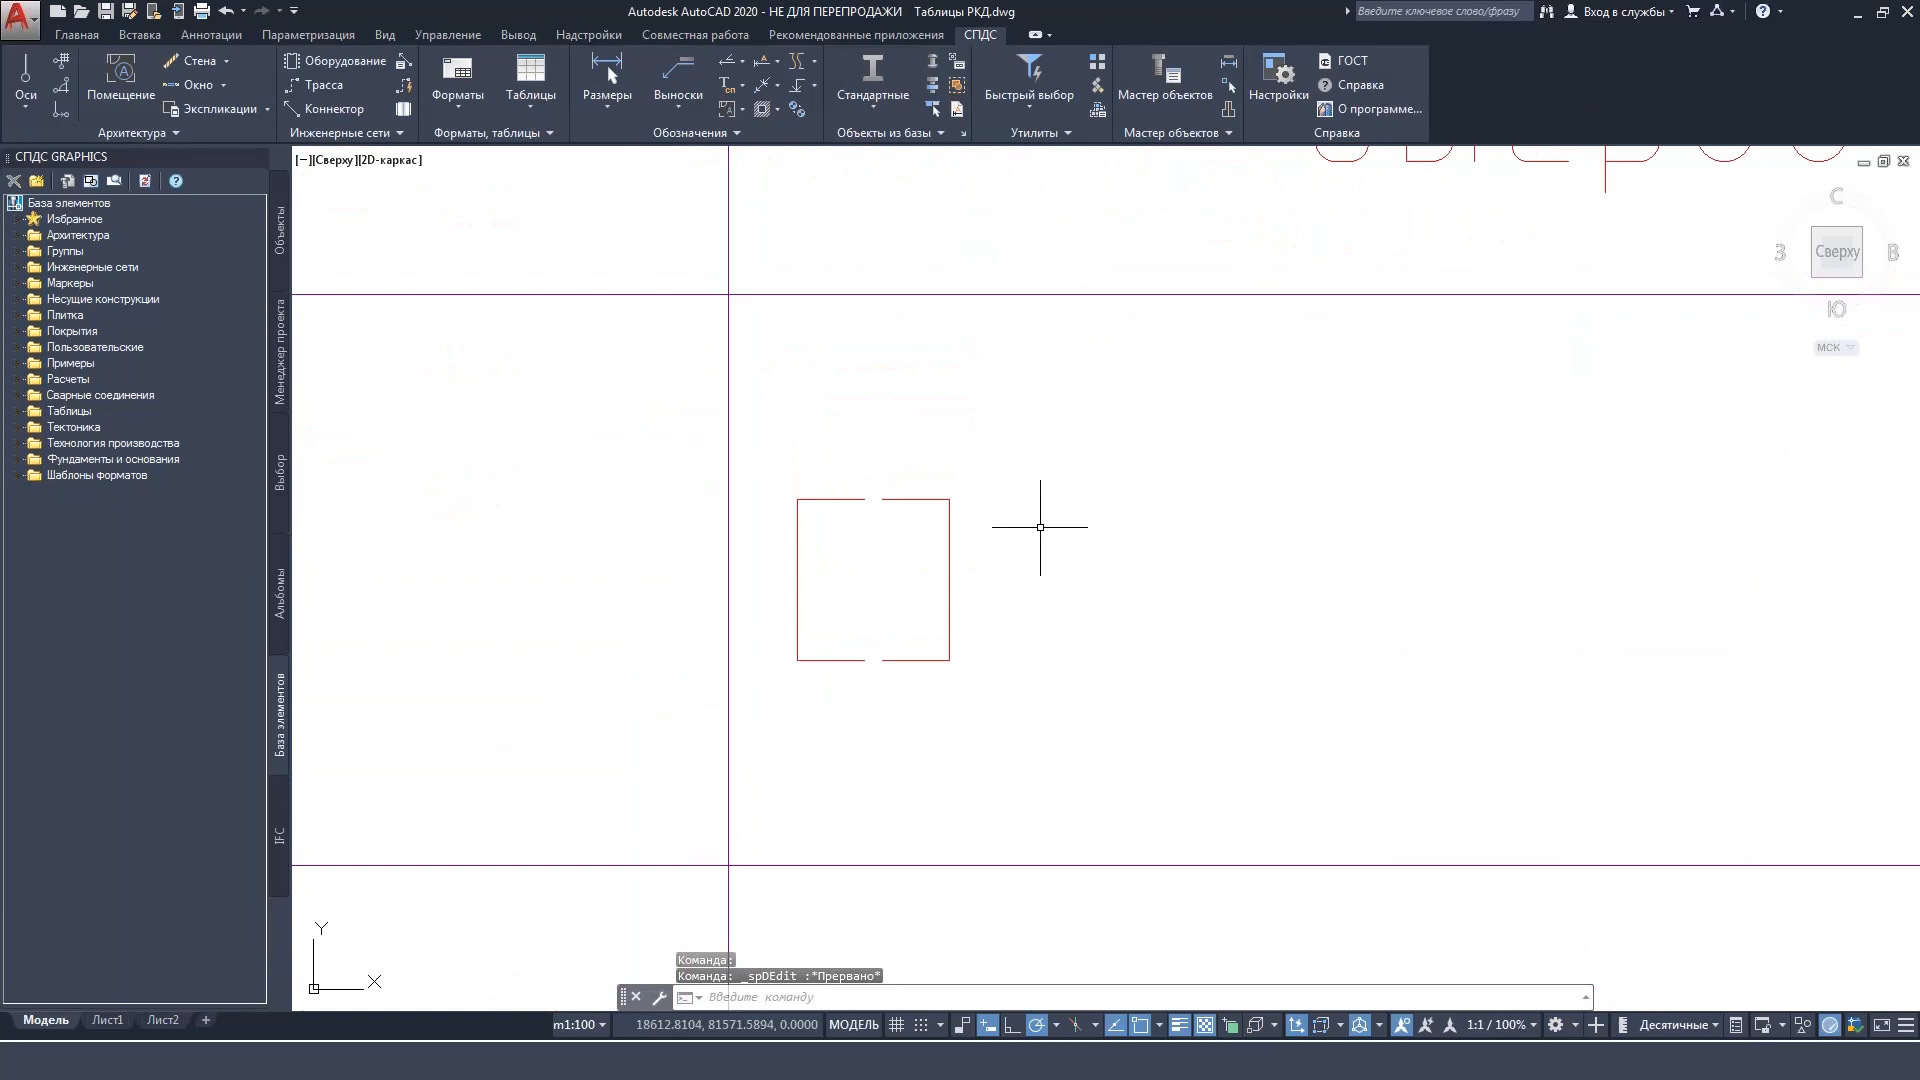 Autodesk AutoCAD 2020 - НЕ ДЛЯ ПЕРЕПРОДАЖИ Таблицы РКД.dwg
Введите ключевое слово/фразу
Вход в службы
Главная Вставка Аннотации Параметризация Вид Управление Вывод Надстройки Совместная работа Рекомендованные приложения СПДС
Оси
Помещение
Стена
Окно
Экспликации
Архитектура
Оборудование
Трасса
Коннектор
Инженерные сети
Форматы
Таблицы
Форматы, таблицы
Размеры
Выноски
Обозначения
Стандартные
Объекты из базы
Быстрый выбор
Утилиты
Мастер объектов
Мастер объектов
Настройки
ГОСТ
Справка
О программе...
Справка
СПДС GRAPHICS
База элементов
Избранное
Архитектура
Группы
Инженерные сети
Маркеры
Несущие конструкции
Плитка
Покрытия
Пользовательские
Примеры
Расчеты
Сварные соединения
Таблицы
Тектоника
Технология производства
Фундаменты и основания
Шаблоны форматов
Объекты
Менеджер проекта
Выбор
Альбомы
База элементов
IFC
[−][Сверху][2D-каркас]
С
З
Сверху
В
Ю
МСК
Y
X
Команда:
Команда: _spDEdit :*Прервано*
Введите команду
Модель Лист1 Лист2 +
m1:100
18612.8104, 81571.5894, 0.0000
МОДЕЛЬ
1:1 / 100%
Десятичные